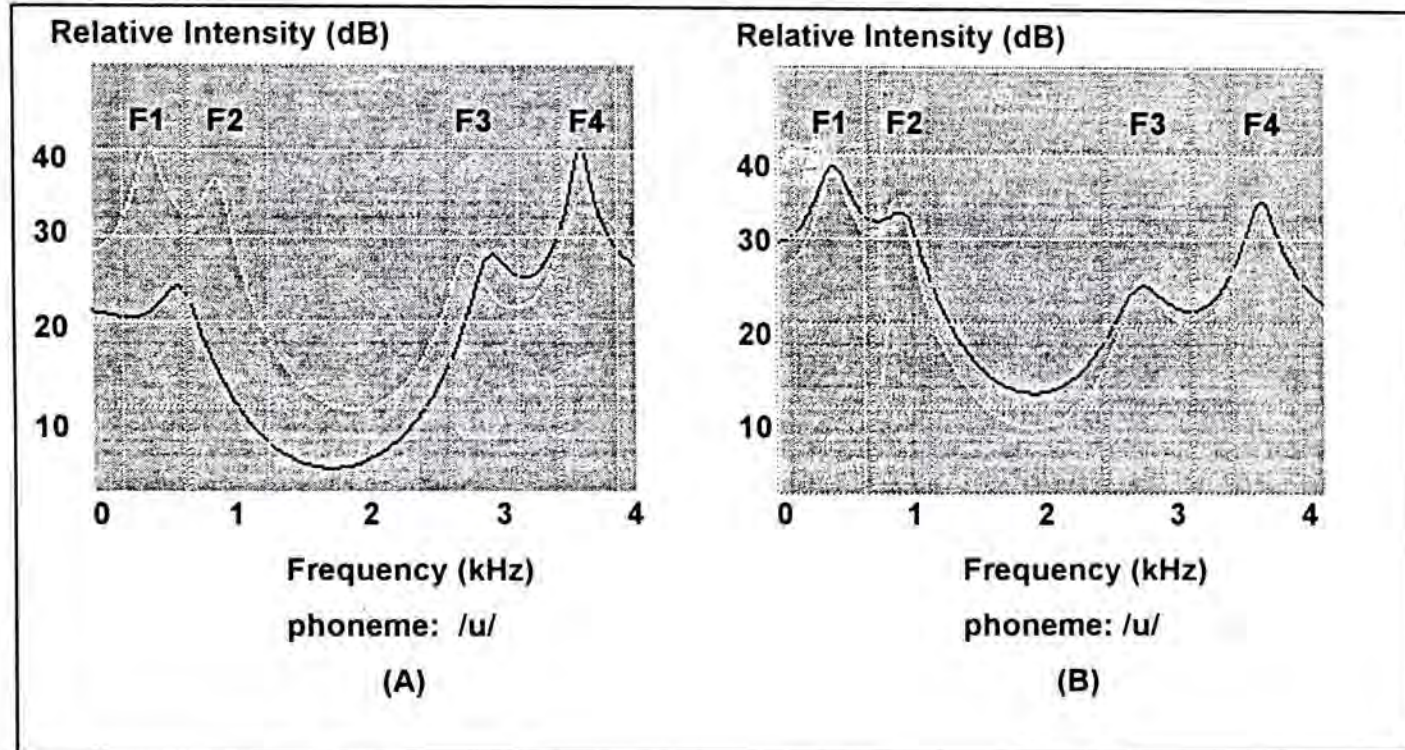 Relative Intensity (dB)
F1 F2 F3 F4
40
30
20
10
0 1 2 3 4
Frequency (kHz)
phoneme: /u/
(A)
Relative Intensity (dB)
F1 F2 F3 F4
40
30
20
10
0 1 2 3 4
Frequency (kHz)
phoneme: /u/
(B)